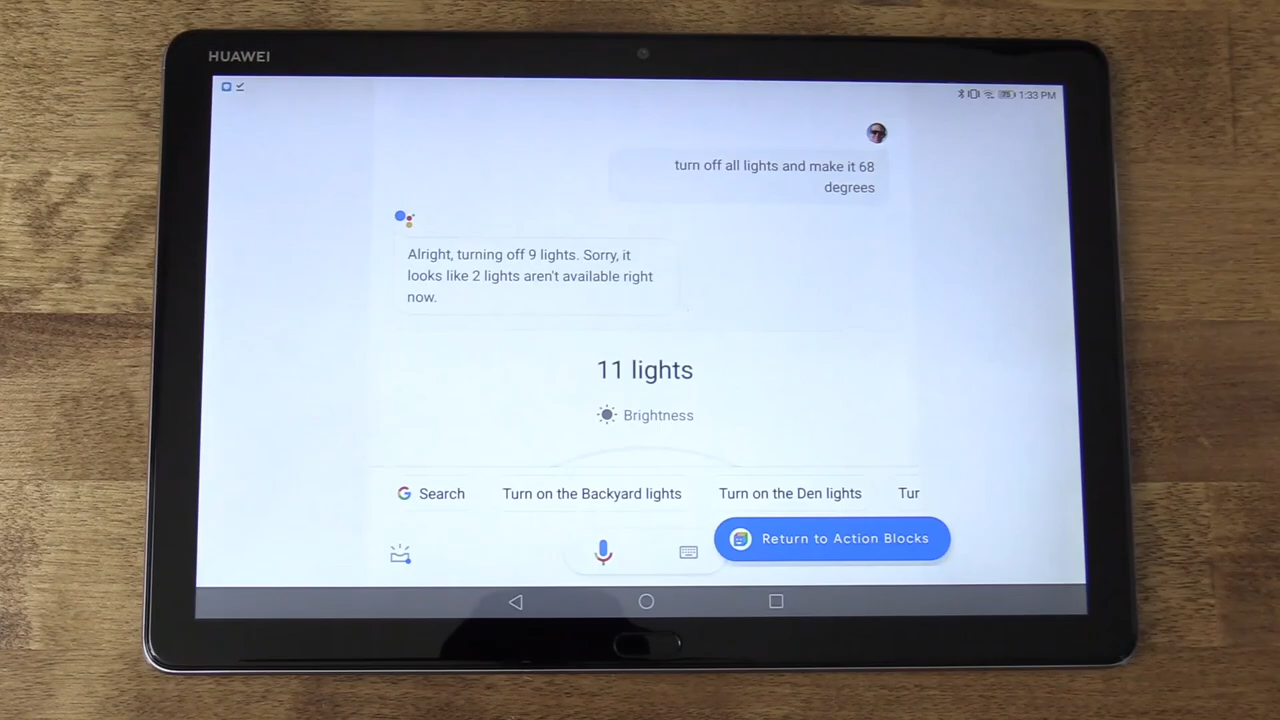 HUAWEI
1:33 PM
turn off all lights and make it 68
degrees
Alright, turning off 9 lights. Sorry, it
looks like 2 lights aren't available right
now.
11 lights
Brightness
Search
Turn on the Backyard lights
Turn on the Den lights
Tur
Return to Action Blocks